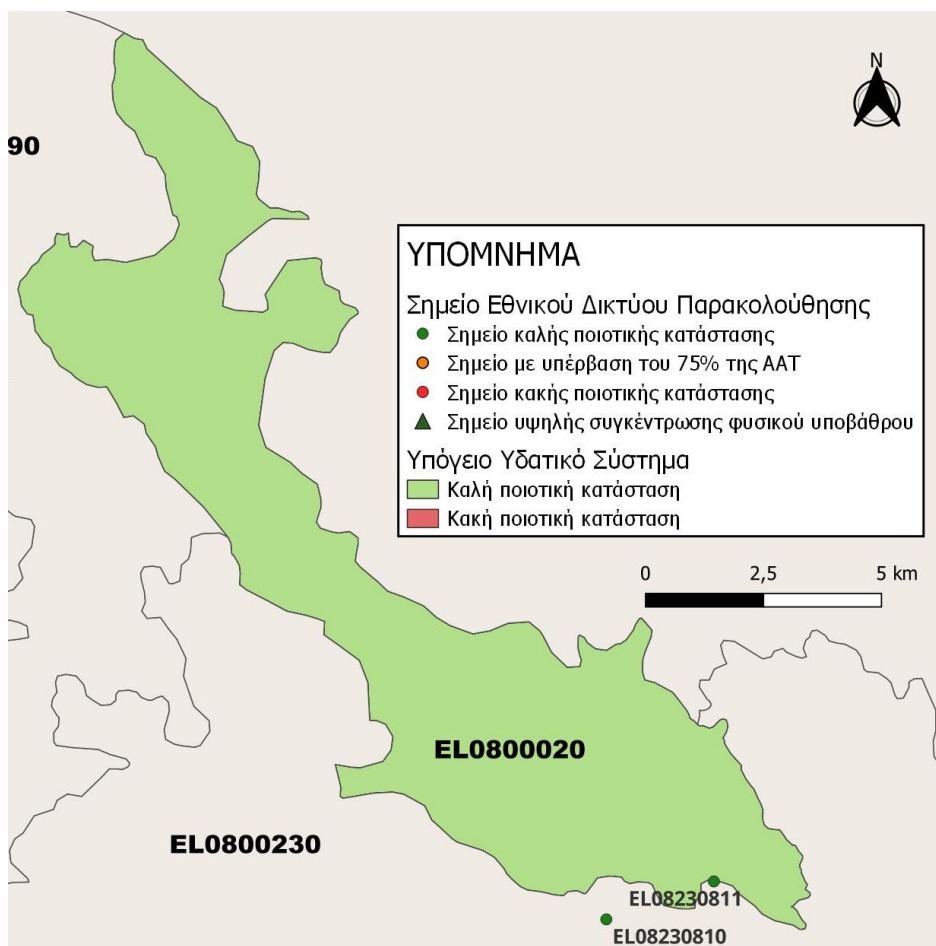 N
90
ΥΠΟΜΝΗΜΑ
Σημείο Εθνικού Δικτύου Παρακολούθησης
Σημείο καλής ποιοτικής κατάστασης
Σημείο με υπέρβαση του 75% της ΑΑΤ
Σημείο κακής ποιοτικής κατάστασης
Σημείο υψηλής συγκέντρωσης φυσικού υποβάθρου
Υπόγειο Υδατικό Σύστημα
Καλή ποιοτική κατάσταση
Κακή ποιοτική κατάσταση
0 2,5 5 km
EL0800020
EL0800230
EL08230811
EL08230810